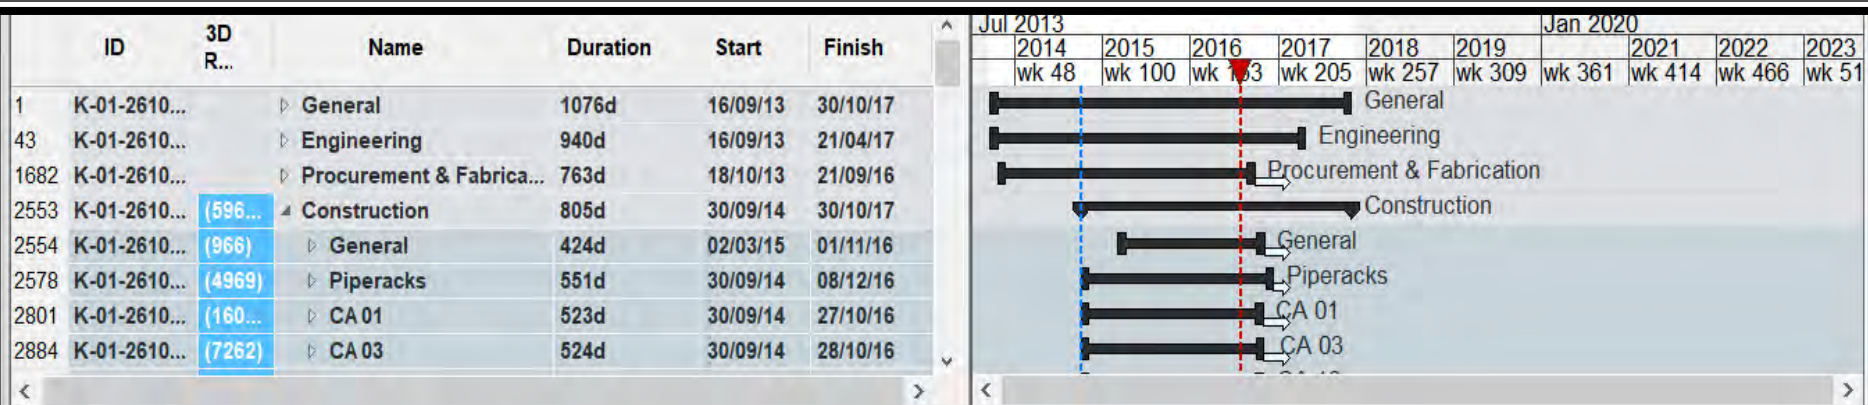 ID 3D R... Name Duration Start Finish
1 K-01-2610... General 1076d 16/09/13 30/10/17
43 K-01-2610... Engineering 940d 16/09/13 21/04/17
1682 K-01-2610... Procurement & Fabrica... 763d 18/10/13 21/09/16
2553 K-01-2610... (596... Construction 805d 30/09/14 30/10/17
2554 K-01-2610... (966) General 424d 02/03/15 01/11/16
2578 K-01-2610... (4969) Piperacks 551d 30/09/14 08/12/16
2801 K-01-2610... (160... CA 01 523d 30/09/14 27/10/16
2884 K-01-2610... (7262) CA 03 524d 30/09/14 28/10/16
Jul 2013 Jan 2020
2014 2015 2016 2017 2018 2019 2021 2022 2023
wk 48 wk 100 wk wk 205 wk 257 wk 309 wk 361 wk 414 wk 466 wk 51
General
Engineering
Procurement & Fabrication
Construction
General
Piperacks
CA 01
CA 03